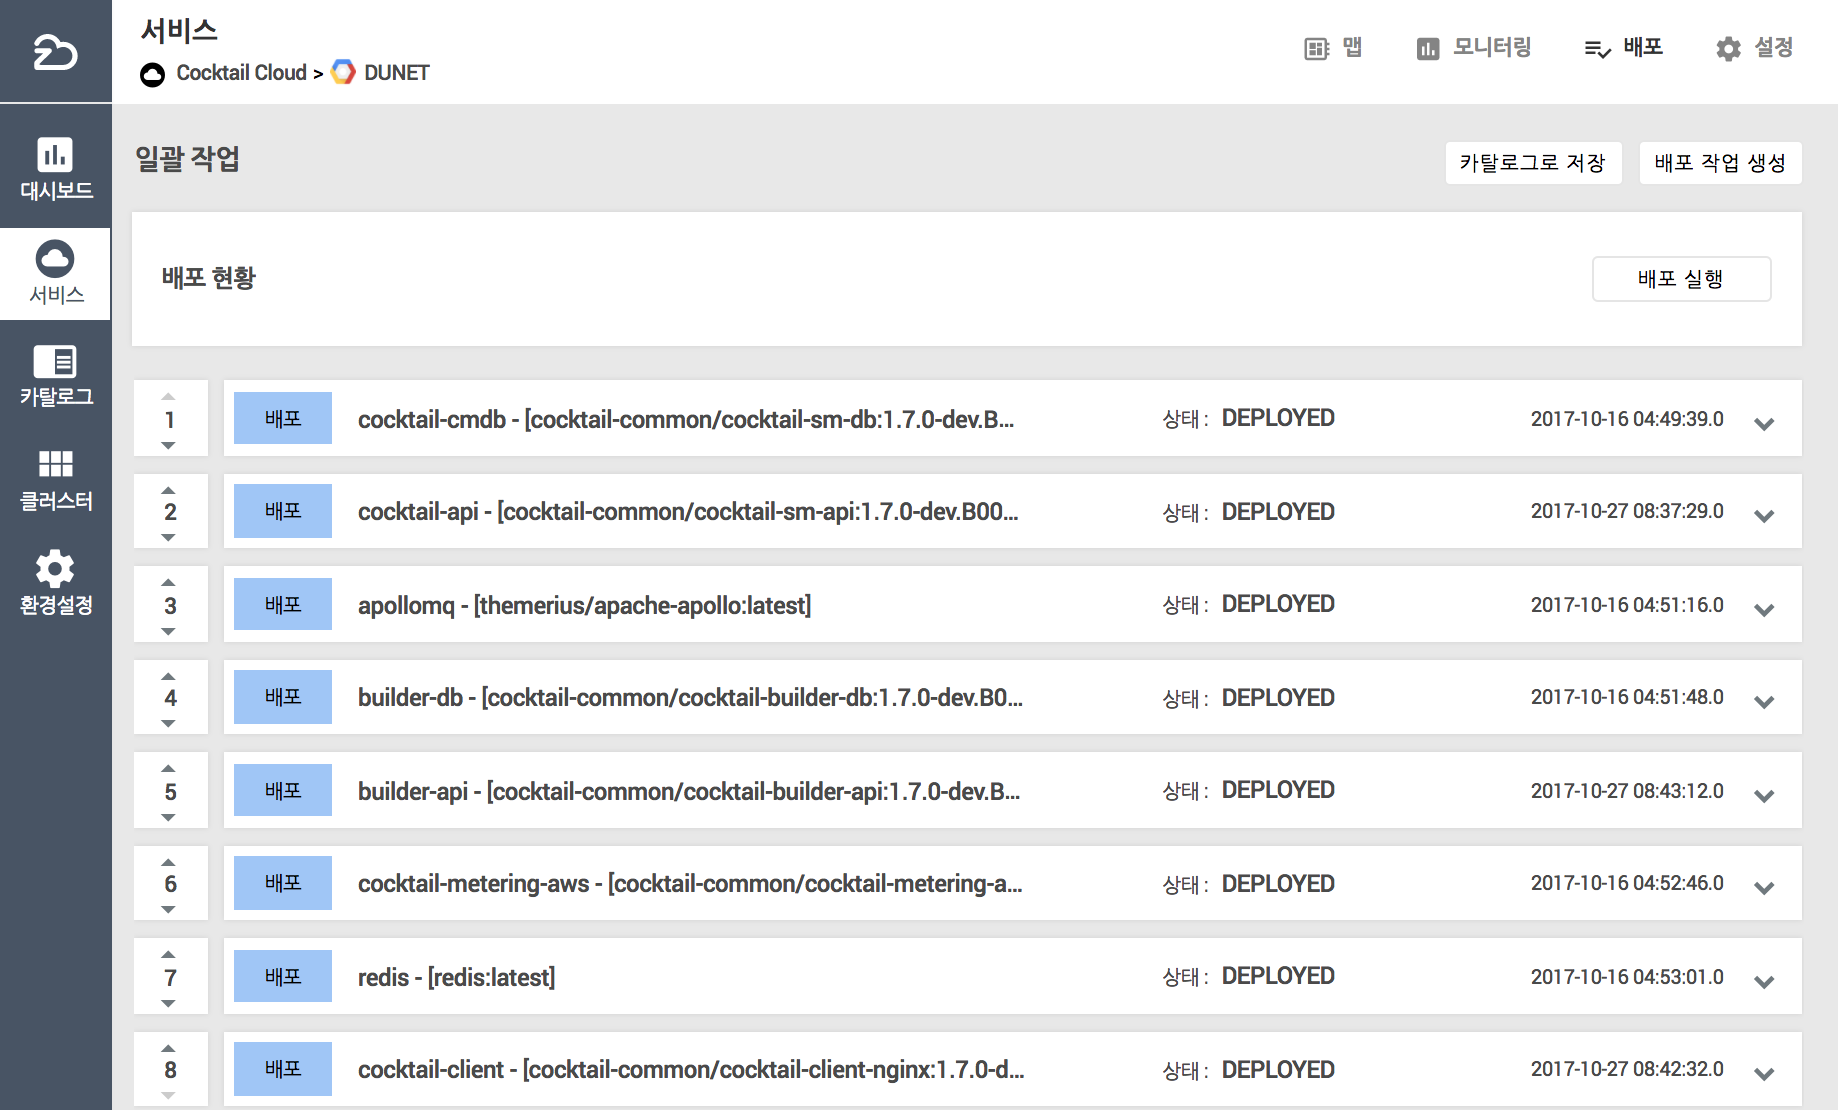 서비스
Cocktail Cloud > DUNET
맵
모니터링
배포
설정
대시보드
서비스
카탈로그
클러스터
환경설정
일괄 작업
카탈로그로 저장
배포 작업 생성
배포 현황
배포 실행
1 배포 cocktail-cmdb - [cocktail-common/cocktail-sm-db:1.7.0-dev.B... 상태 : DEPLOYED 2017-10-16 04:49:39.0
2 배포 cocktail-api - [cocktail-common/cocktail-sm-api:1.7.0-dev.B00... 상태 : DEPLOYED 2017-10-27 08:37:29.0
3 배포 apollomq - [themerius/apache-apollo:latest] 상태 : DEPLOYED 2017-10-16 04:51:16.0
4 배포 builder-db - [cocktail-common/cocktail-builder-db:1.7.0-dev.B0... 상태 : DEPLOYED 2017-10-16 04:51:48.0
5 배포 builder-api - [cocktail-common/cocktail-builder-api:1.7.0-dev.B... 상태 : DEPLOYED 2017-10-27 08:43:12.0
6 배포 cocktail-metering-aws - [cocktail-common/cocktail-metering-a... 상태 : DEPLOYED 2017-10-16 04:52:46.0
7 배포 redis - [redis:latest] 상태 : DEPLOYED 2017-10-16 04:53:01.0
8 배포 cocktail-client - [cocktail-common/cocktail-client-nginx:1.7.0-d... 상태 : DEPLOYED 2017-10-27 08:42:32.0